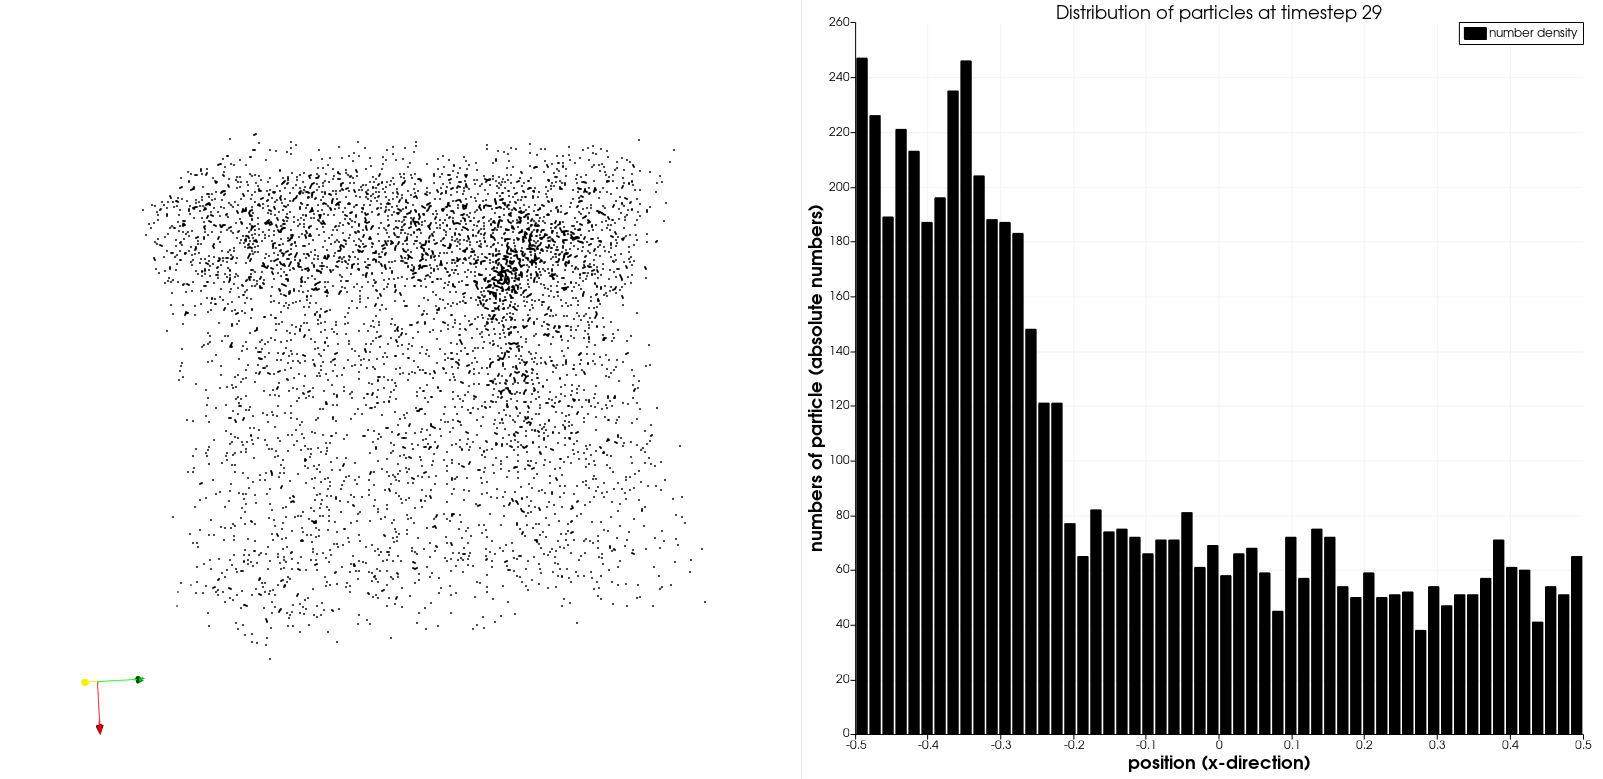 Distribution of particles at timestep 29
number density
260
240
220
200
180
160
140
120
100
80
60
40
20
0
numbers of particle (absolute numbers)
-0.5 -0.4 -0.3 -0.2 -0.1 0 0.1 0.2 0.3 0.4 0.5
position (x-direction)